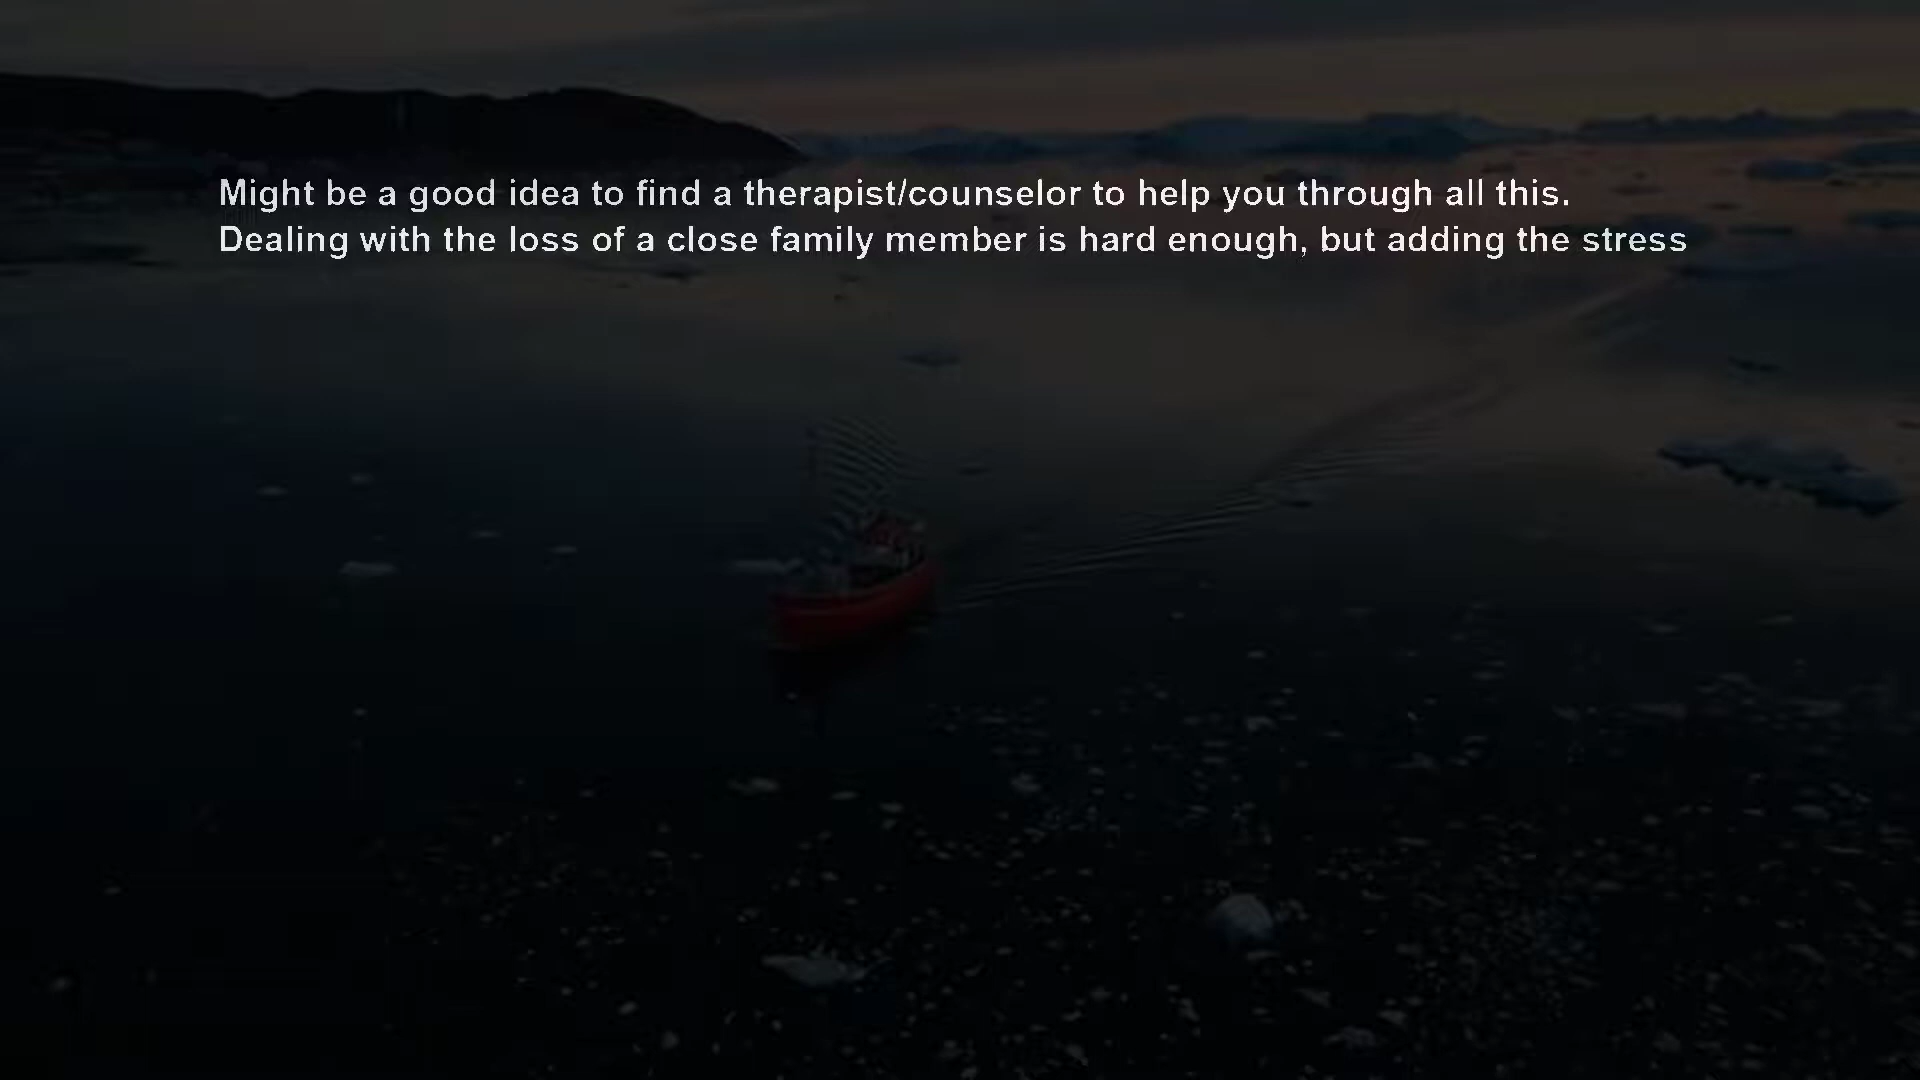 Might be a good idea to find a therapist/counselor to help you through all this.
Dealing with the loss of a close family member is hard enough, but adding the stress